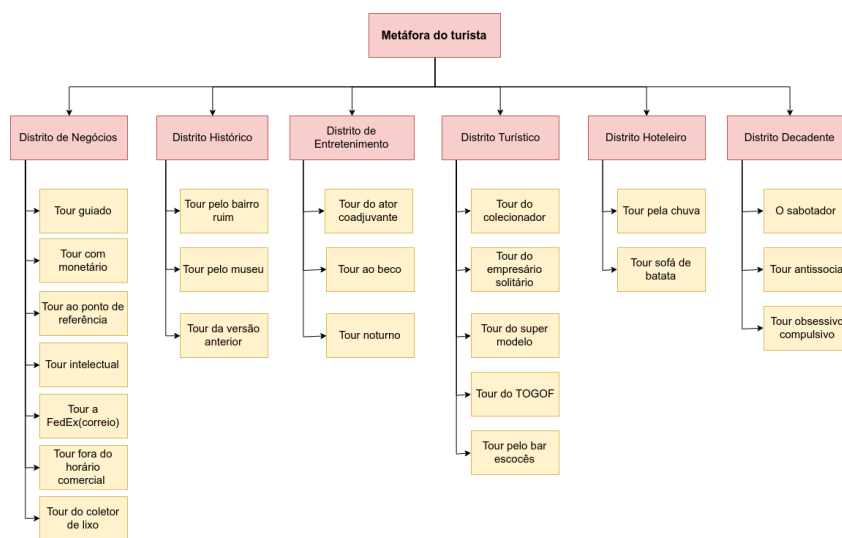 Metáfora do turista
Distrito de Negócios
Distrito Histórico
Distrito de
Entretenimento
Distrito Turístico
Distrito Hoteleiro
Distrito Decadente
Tour guiado
Tour com
monetário
Tour ao ponto de
referência
Tour intelectual
Tour a
FedEx(correio)
Tour fora do
horário
comercial
Tour do coletor
de lixo
Tour pelo bairro
ruim
Tour pelo museu
Tour da versão
anterior
Tour do ator
coadjuvante
Tour ao beco
Tour noturno
Tour do
colecionador
Tour do
empresário
solitário
Tour do super
modelo
Tour do TOGOF
Tour pelo bar
escocês
Tour pela chuva
Tour sofá de
batata
O sabotador
Tour antissocia
Tour obsessivo
compulsivo